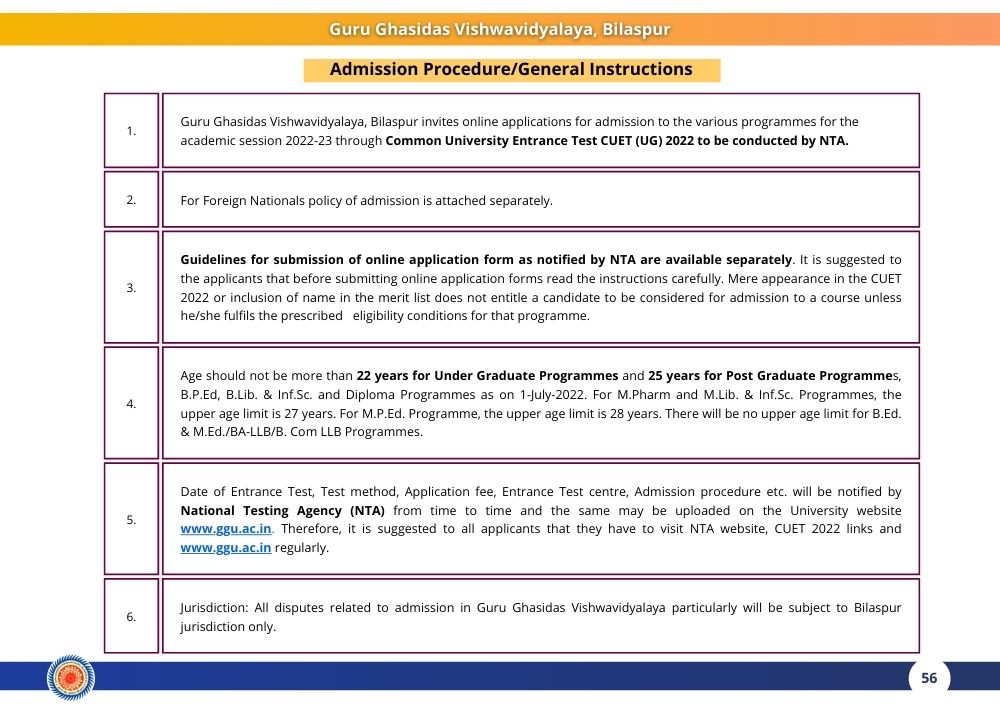 Guru Ghasidas Vishwavidyalaya, Bilaspur
Admission Procedure/General Instructions
1.
Guru Ghasidas Vishwavidyalaya, Bilaspur invites online applications for admission to the various programmes for the
academic session 2022-23 through Common University Entrance Test CUET (UG) 2022 to be conducted by NTA.
2.
For Foreign Nationals policy of admission is attached separately.
3.
Guidelines for submission of online application form as notified by NTA are available separately. It is suggested to
the applicants that before submitting online application forms read the instructions carefully. Mere appearance in the CUET
2022 or inclusion of name in the merit list does not entitle a candidate to be considered for admission to a course unless
he/she fulfils the prescribed eligibility conditions for that programme.
4.
Age should not be more than 22 years for Under Graduate Programmes and 25 years for Post Graduate Programmes,
B.P.Ed, B.Lib. & Inf.Sc. and Diploma Programmes as on 1-July-2022. For M.Pharm and M.Lib. & Inf.Sc. Programmes, the
upper age limit is 27 years. For M.P.Ed. Programme, the upper age limit is 28 years. There will be no upper age limit for B.Ed.
& M.Ed./BA-LLB/B. Com LLB Programmes.
5.
Date of Entrance Test, Test method, Application fee, Entrance Test centre, Admission procedure etc. will be notified by
National Testing Agency (NTA) from time to time and the same may be uploaded on the University website
www.ggu.ac.in. Therefore, it is suggested to all applicants that they have to visit NTA website, CUET 2022 links and
www.ggu.ac.in regularly.
6.
Jurisdiction: All disputes related to admission in Guru Ghasidas Vishwavidyalaya particularly will be subject to Bilaspur
jurisdiction only.
56